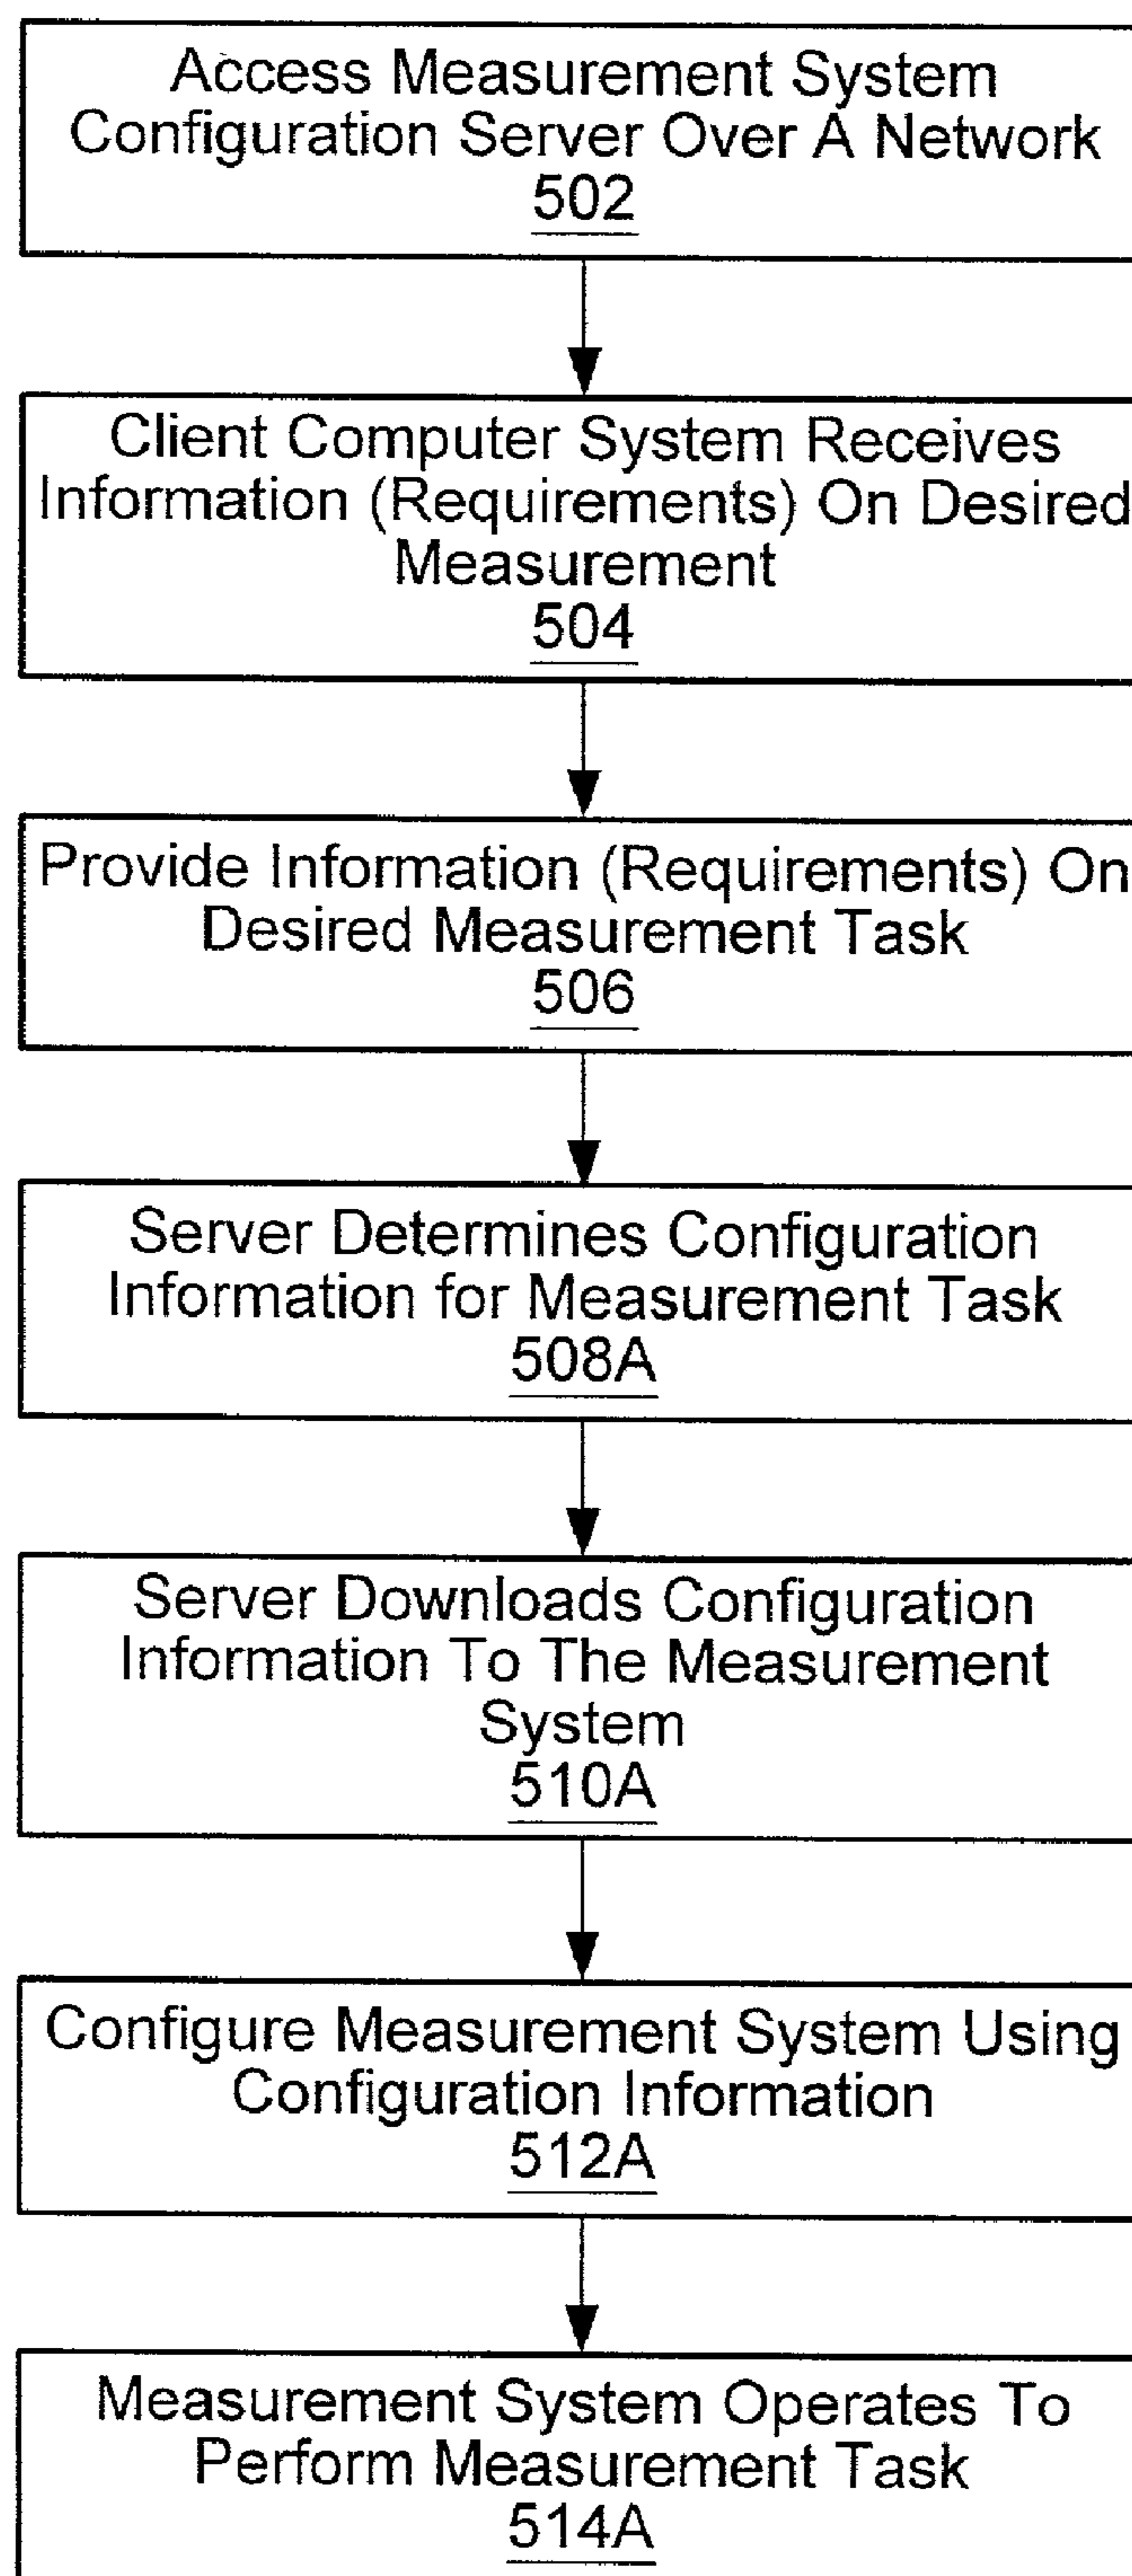 Access Measurement System
Configuration Server Over A Network
502
Client Computer System Receives
Information (Requirements) On Desired
Measurement
504
Provide Information (Requirements) On
Desired Measurement Task
506
Server Determines Configuration
Information for Measurement Task
508A
Server Downloads Configuration
Information To The Measurement
System
510A
Configure Measurement System Using
Configuration Information
512A
Measurement System Operates To
Perform Measurement Task
514A